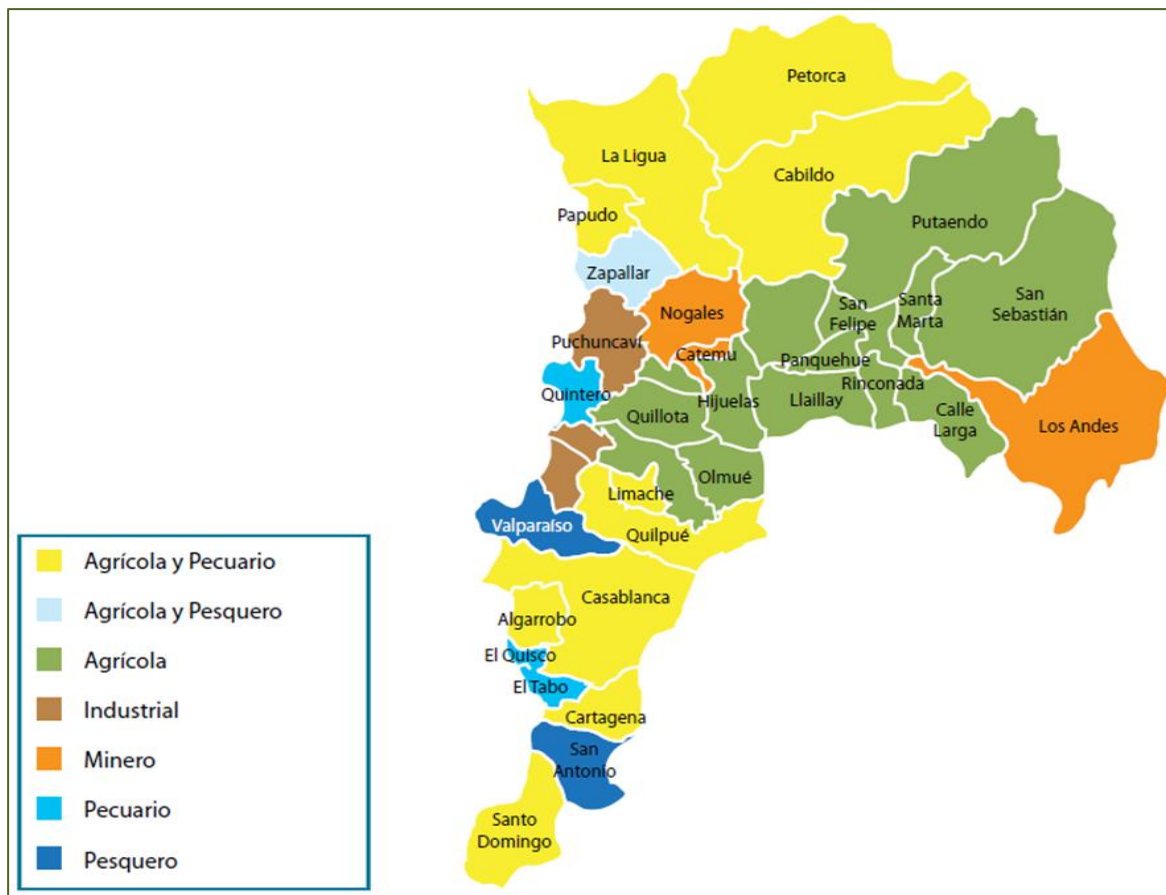 Petorca
La Ligua
Cabildo
Papudo
Putaendo
Zapallar
San
Sebastián
Santa
Marta
San
Felipe
Nogales
Puchuncaví
Catemu
Panquehue
Rinconada
Quintero
Hijuelas
Llaillay
Quillota
Calle
Larga
Los Andes
Olmué
Limache
Valparaíso
Quilpué
Casablanca
Algarrobo
El Quisco
El Tabo
Cartagena
San
Antonio
Santo
Domingo
Agrícola y Pecuario
Agrícola y Pesquero
Agrícola
Industrial
Minero
Pecuario
Pesquero